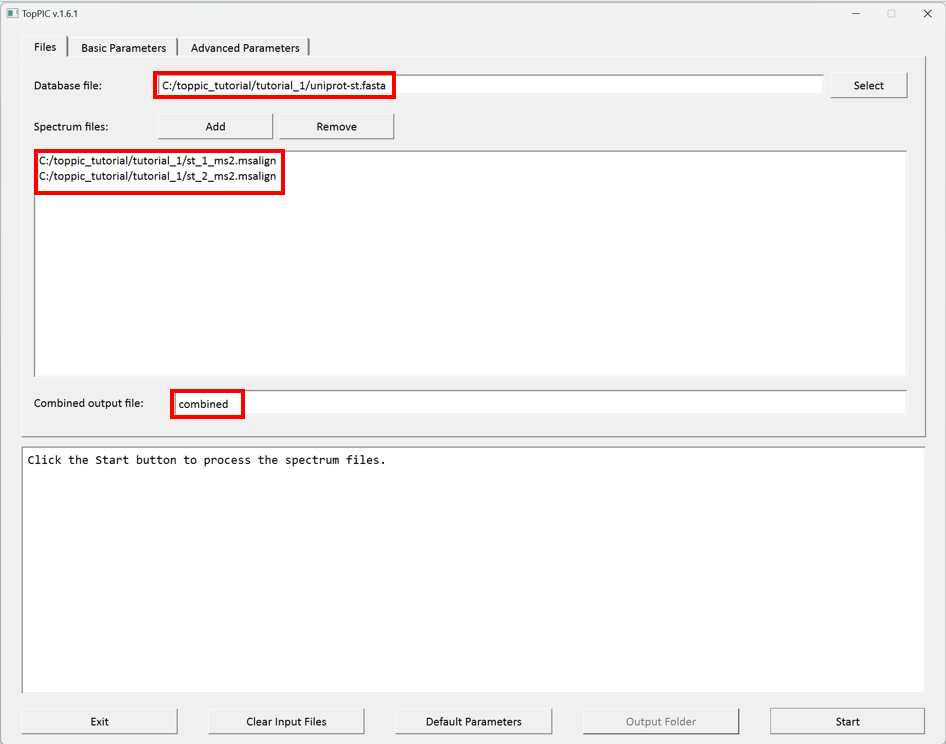 TopPIC v.1.6.1
Files Basic Parameters Advanced Parameters
Database file: C:/toppic_tutorial/tutorial_1/uniprot-st.fasta Select
Spectrum files: Add Remove
C:/toppic_tutorial/tutorial_1/st_1_ms2.msalign
C:/toppic_tutorial/tutorial_1/st_2_ms2.msalign
Combined output file: combined
Click the Start button to process the spectrum files.
Exit Clear Input Files Default Parameters Output Folder Start